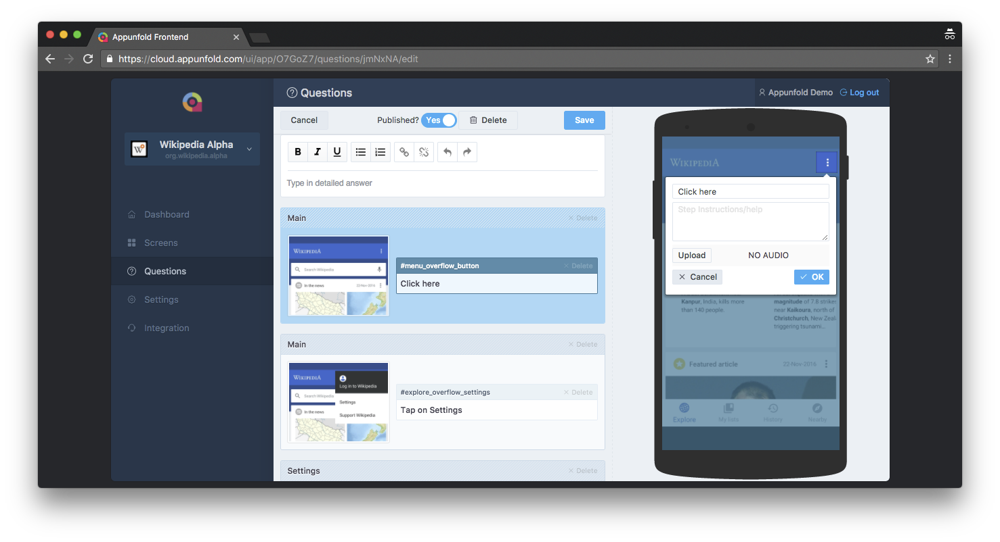 Appunfold Frontend
https://cloud.appunfold.com/ui/app/O7GoZ7/questions/jmNxNA/edit
Questions
Appunfold Demo
Log out
Wikipedia Alpha
org.wikipedia.alpha
Dashboard
Screens
Questions
Settings
Integration
Cancel
Published? Yes
Delete
Save
B I U
Type in detailed answer
Main
Delete
WIKIPEDIA
Search Wikipedia
In the news
22-Nov-2016
#menu_overflow_button
Delete
Click here
Main
Delete
WIKIPEDIA
Log in to Wikipedia
Search Wikipedia
Settings
In the news
Support Wikipedia
#explore_overflow_settings
Delete
Tap on Settings
Settings
Delete
WIKIPEDIA
Click here
Step Instructions/help
Upload
NO AUDIO
Cancel
OK
Kanpur, India, kills more
than 140 people.
magnitude of 7.8 strikes
near Kaikoura, north of
Christchurch, New Zeal
triggering tsunami...
Featured article
22-Nov-2016
Explore
My lists
History
Nearby